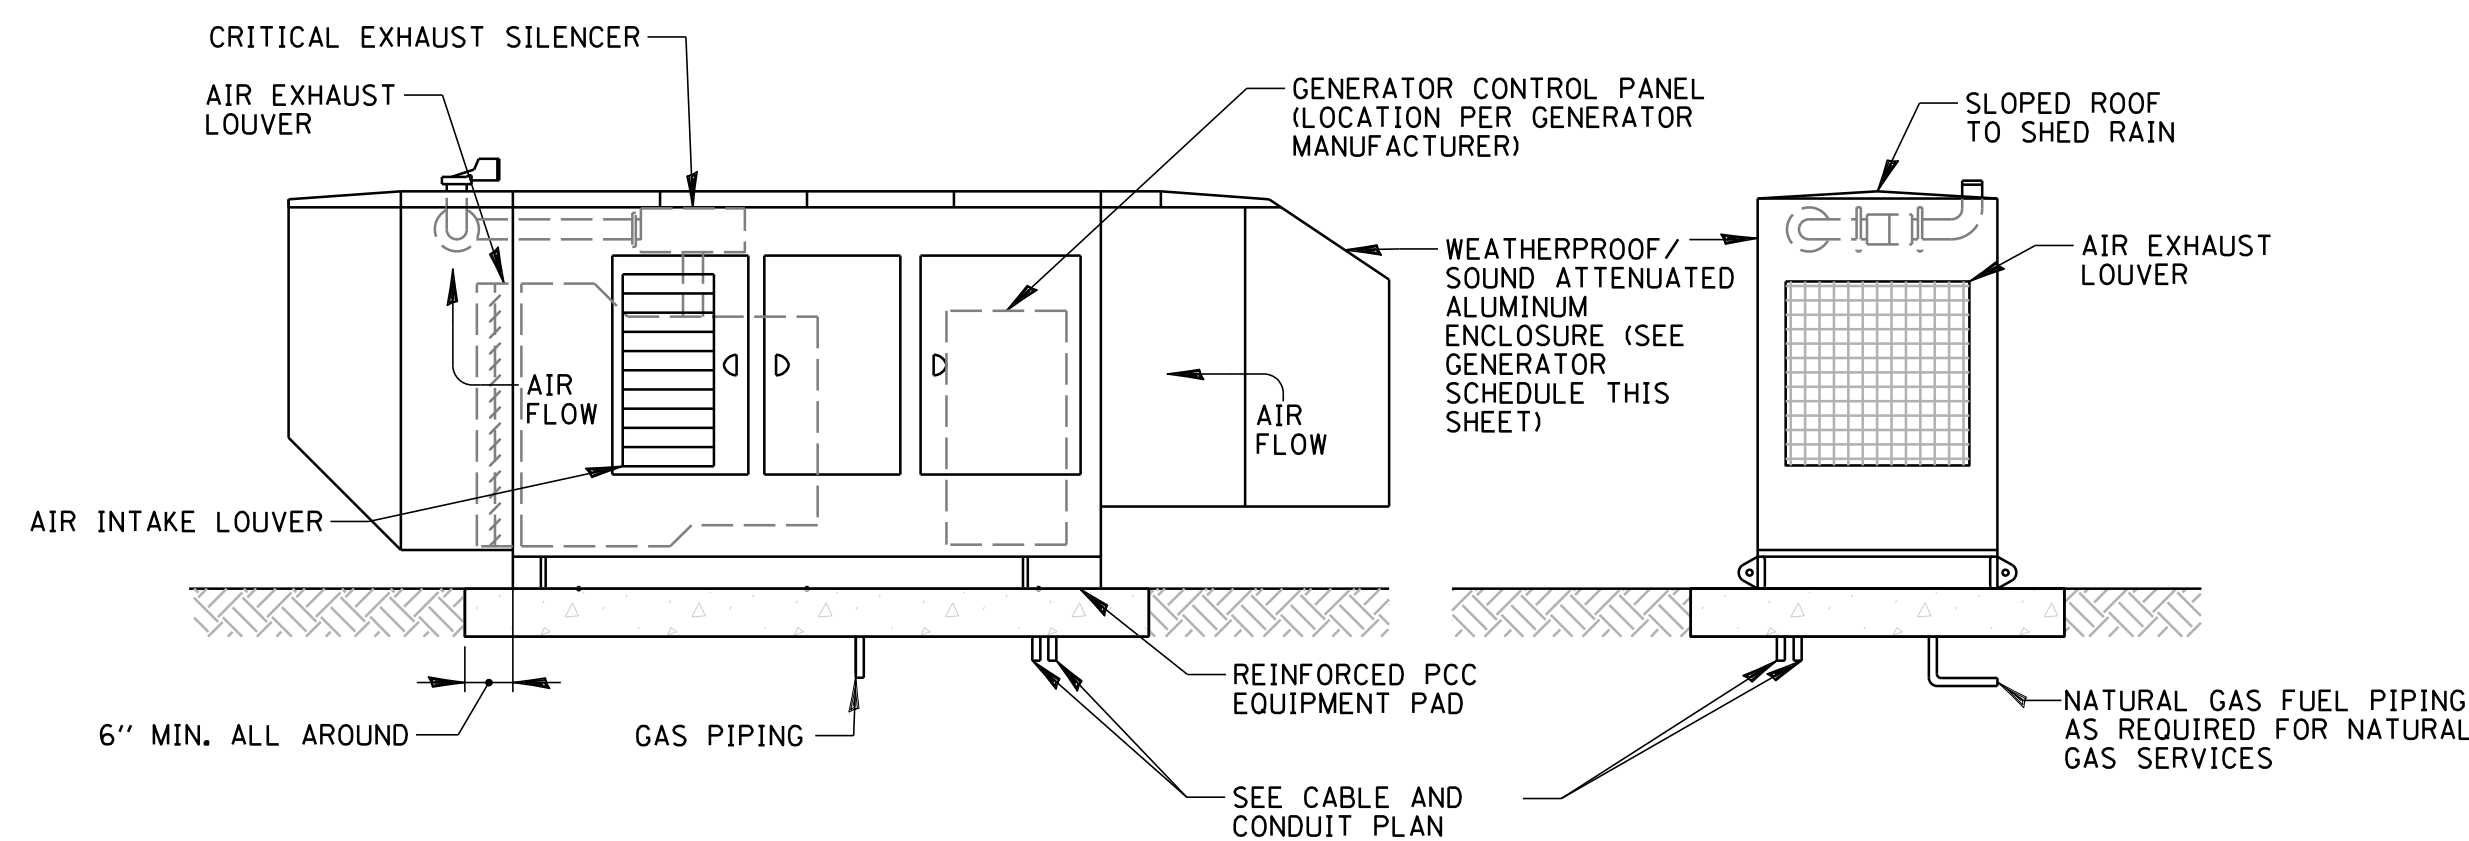 CRITICAL EXHAUST SILENCER
AIR EXHAUST
LOUVER
GENERATOR CONTROL PANEL
(LOCATION PER GENERATOR
MANUFACTURER)
SLOPED ROOF
TO SHED RAIN
WEATHERPROOF/
SOUND ATTENUATED
ALUMINUM
ENCLOSURE (SEE
GENERATOR
SCHEDULE THIS
SHEET)
AIR EXHAUST
LOUVER
AIR
FLOW
AIR
FLOW
AIR INTAKE LOUVER
REINFORCED PCC
EQUIPMENT PAD
6" MIN. ALL AROUND
GAS PIPING
NATURAL GAS FUEL PIPING
AS REQUIRED FOR NATURAL
GAS SERVICES
SEE CABLE AND
CONDUIT PLAN